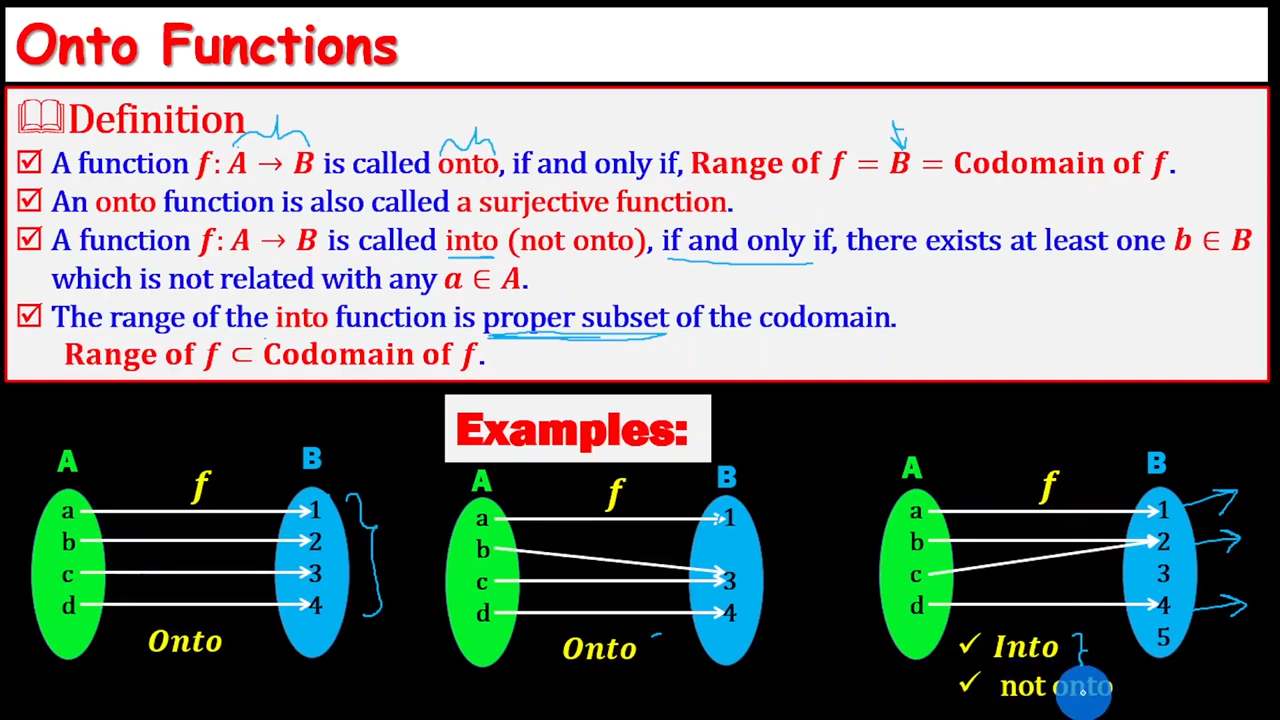 Onto Functions
Definition
A function f: A → B is called onto, if and only if, Range of f = B = Codomain of f.
An onto function is also called a surjective function.
A function f: A → B is called into (not onto), if and only if, there exists at least one b ∈ B
which is not related with any a ∈ A.
The range of the into function is proper subset of the codomain.
Range of f ⊂ Codomain of f.
Examples:
A f B
a 1
b 2
c 3
d 4
Onto
A f B
a 1
b
c 3
d 4
Onto
A f B
a 1
b 2
c 3
d 4
5
✓ Into
✓ not onto